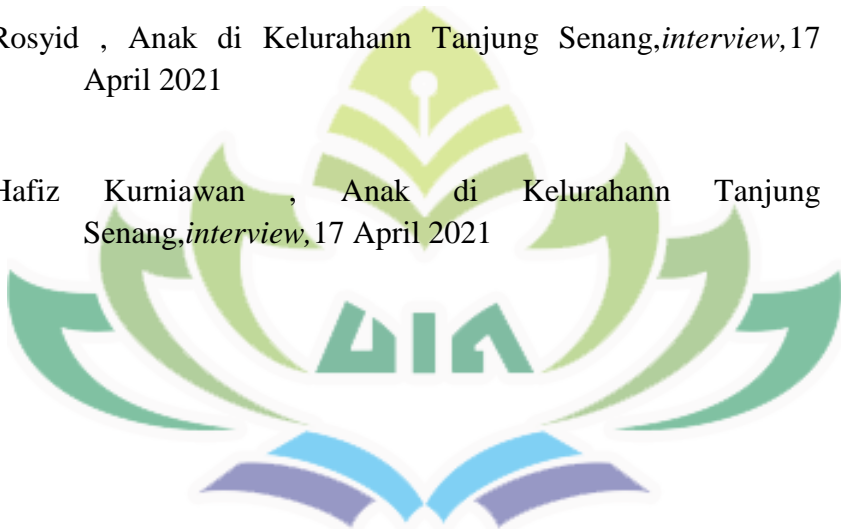 Rosyid , Anak di Kelurahann Tanjung Senang,interview,17
April 2021
Hafiz Kurniawan , Anak di Kelurahann Tanjung
Senang,interview,17 April 2021
UIN